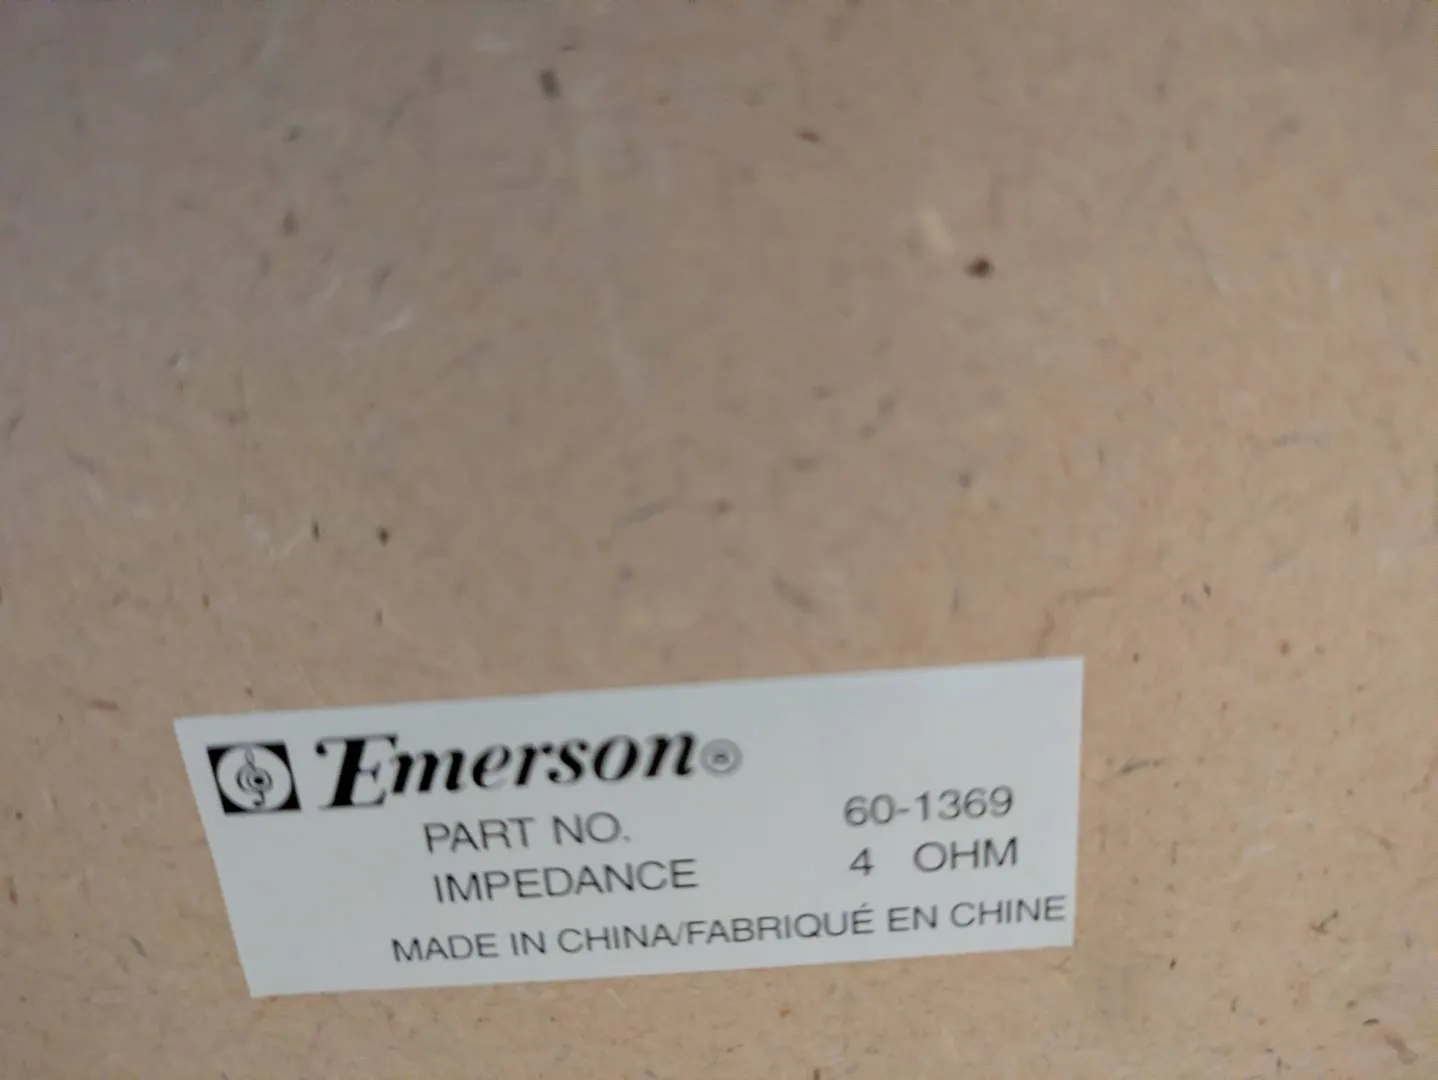 Emerson®
PART NO. 60-1369
IMPEDANCE 4 OHM
MADE IN CHINA/FABRIQUÉ EN CHINE